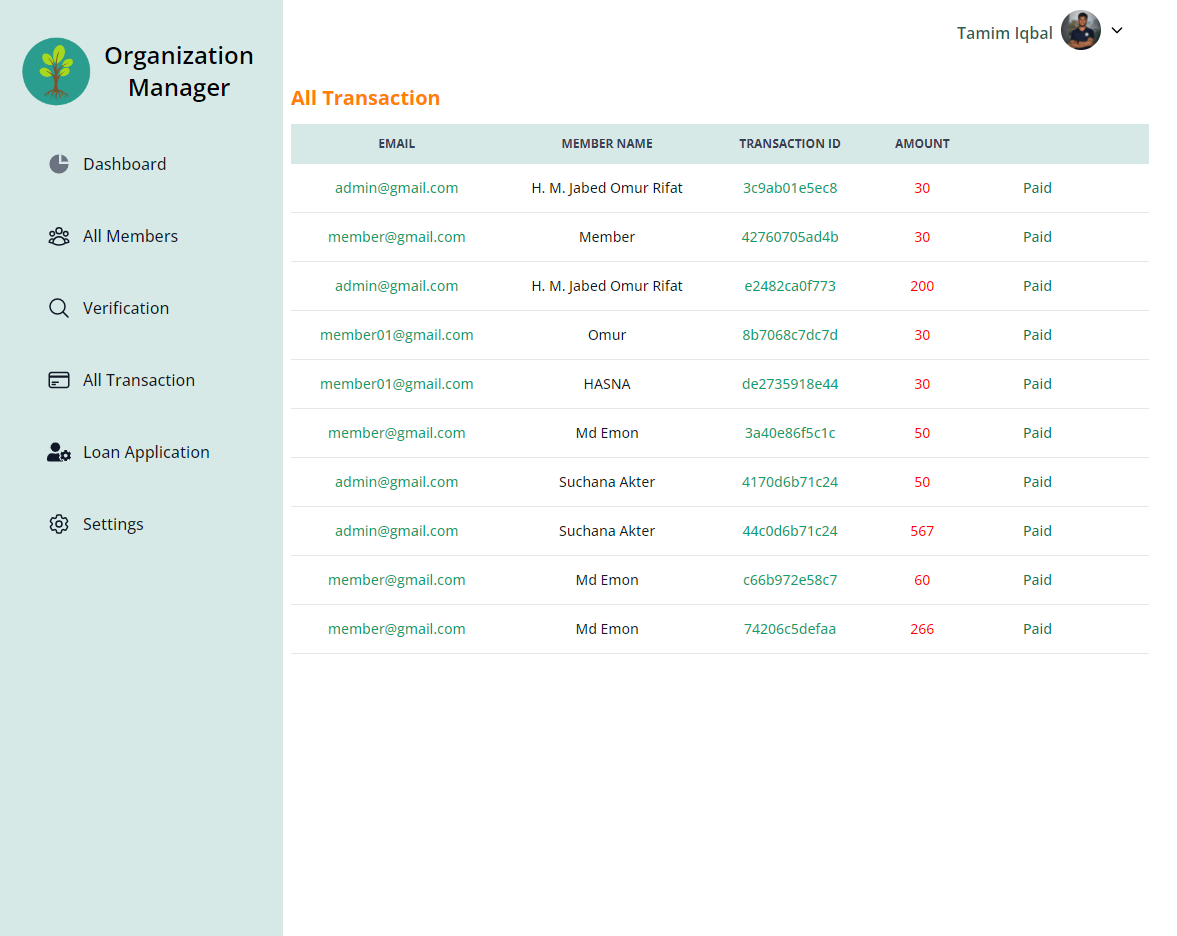 Organization
Manager
Dashboard
All Members
Verification
All Transaction
Loan Application
Settings
Tamim Iqbal
All Transaction
EMAIL MEMBER NAME TRANSACTION ID AMOUNT
admin@gmail.com H. M. Jabed Omur Rifat 3c9ab01e5ec8 30 Paid
member@gmail.com Member 42760705ad4b 30 Paid
admin@gmail.com H. M. Jabed Omur Rifat e2482ca0f773 200 Paid
member01@gmail.com Omur 8b7068c7dc7d 30 Paid
member01@gmail.com HASNA de2735918e44 30 Paid
member@gmail.com Md Emon 3a40e86f5c1c 50 Paid
admin@gmail.com Suchana Akter 4170d6b71c24 50 Paid
admin@gmail.com Suchana Akter 44c0d6b71c24 567 Paid
member@gmail.com Md Emon c66b972e58c7 60 Paid
member@gmail.com Md Emon 74206c5defaa 266 Paid